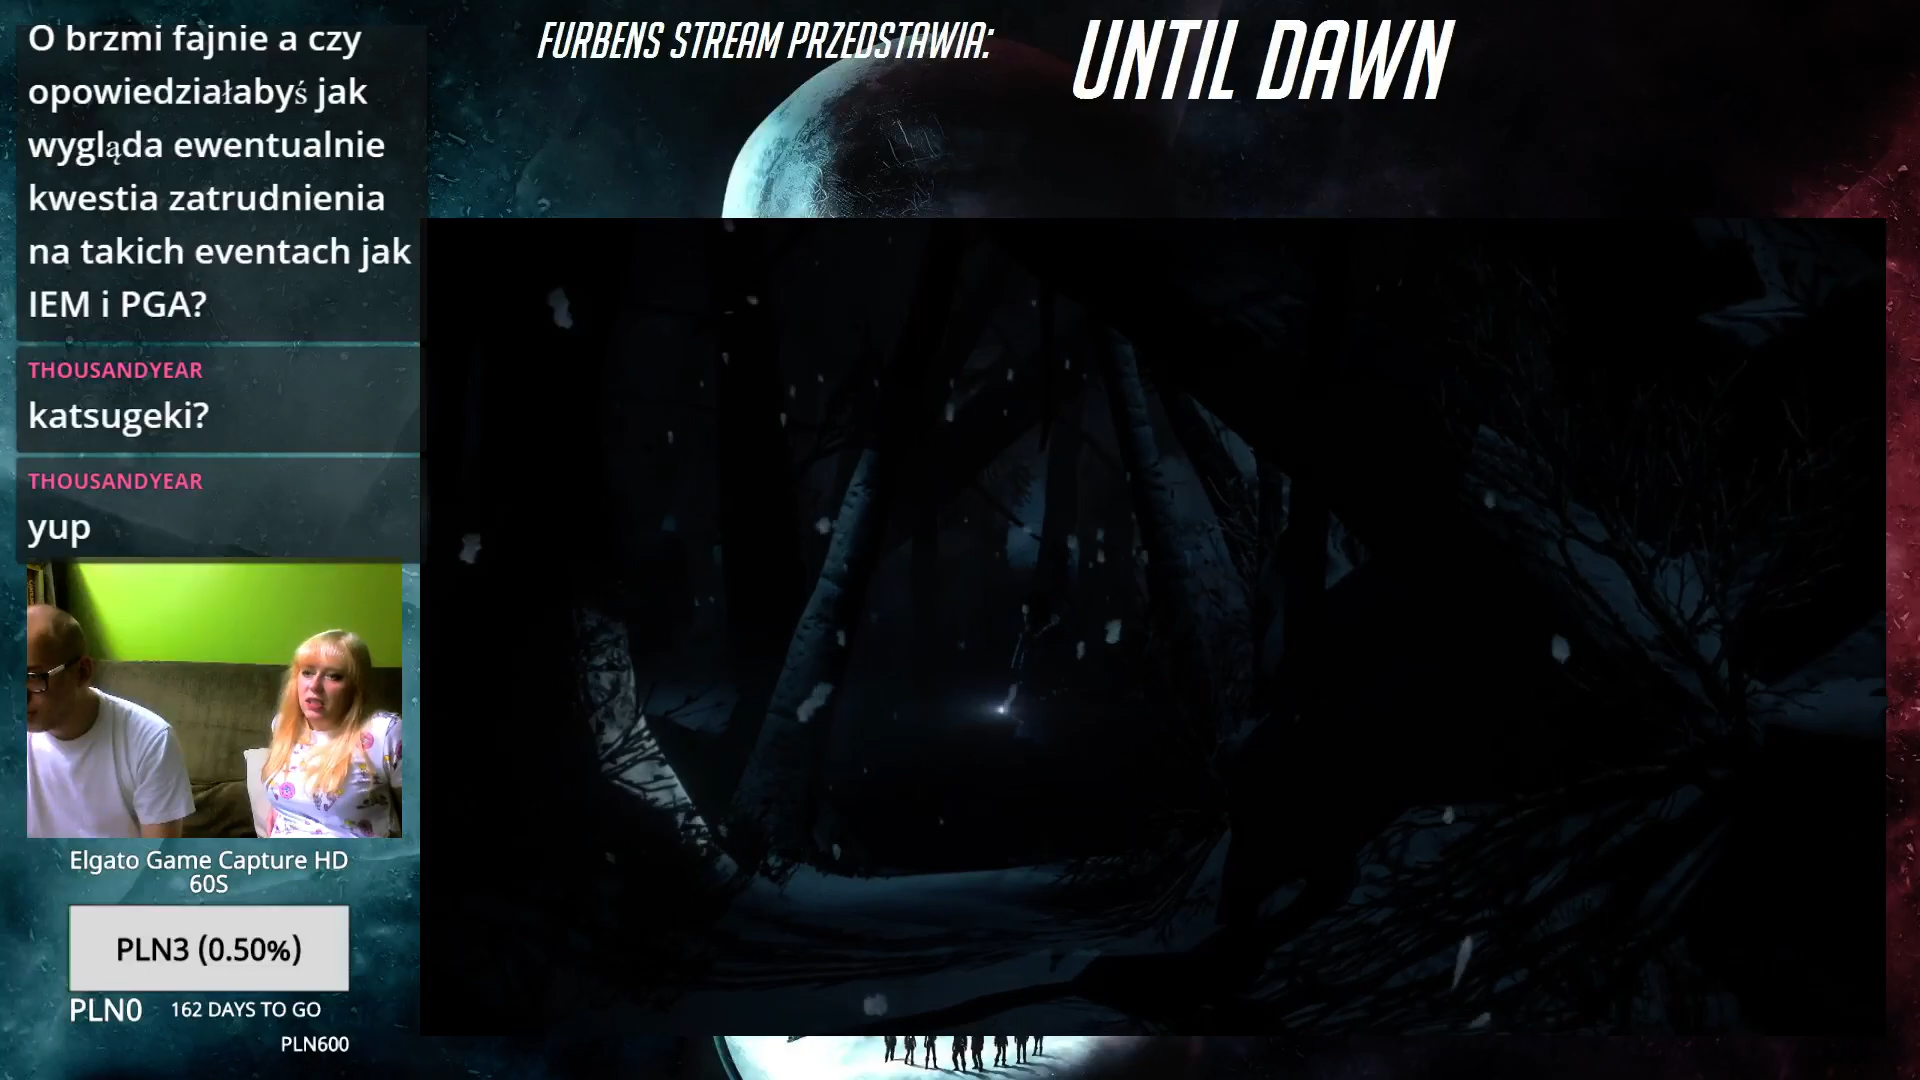 FURBENS STREAM PRZEDSTAWIA:
UNTIL DAWN
O brzmi fajnie a czy
opowiedziałabyś jak
wygląda ewentualnie
kwestia zatrudnienia
na takich eventach jak
IEM i PGA?
THOUSANDYEAR
katsugeki?
THOUSANDYEAR
yup
Elgato Game Capture HD
60S
PLN3 (0.50%)
PLN0 162 DAYS TO GO
PLN600